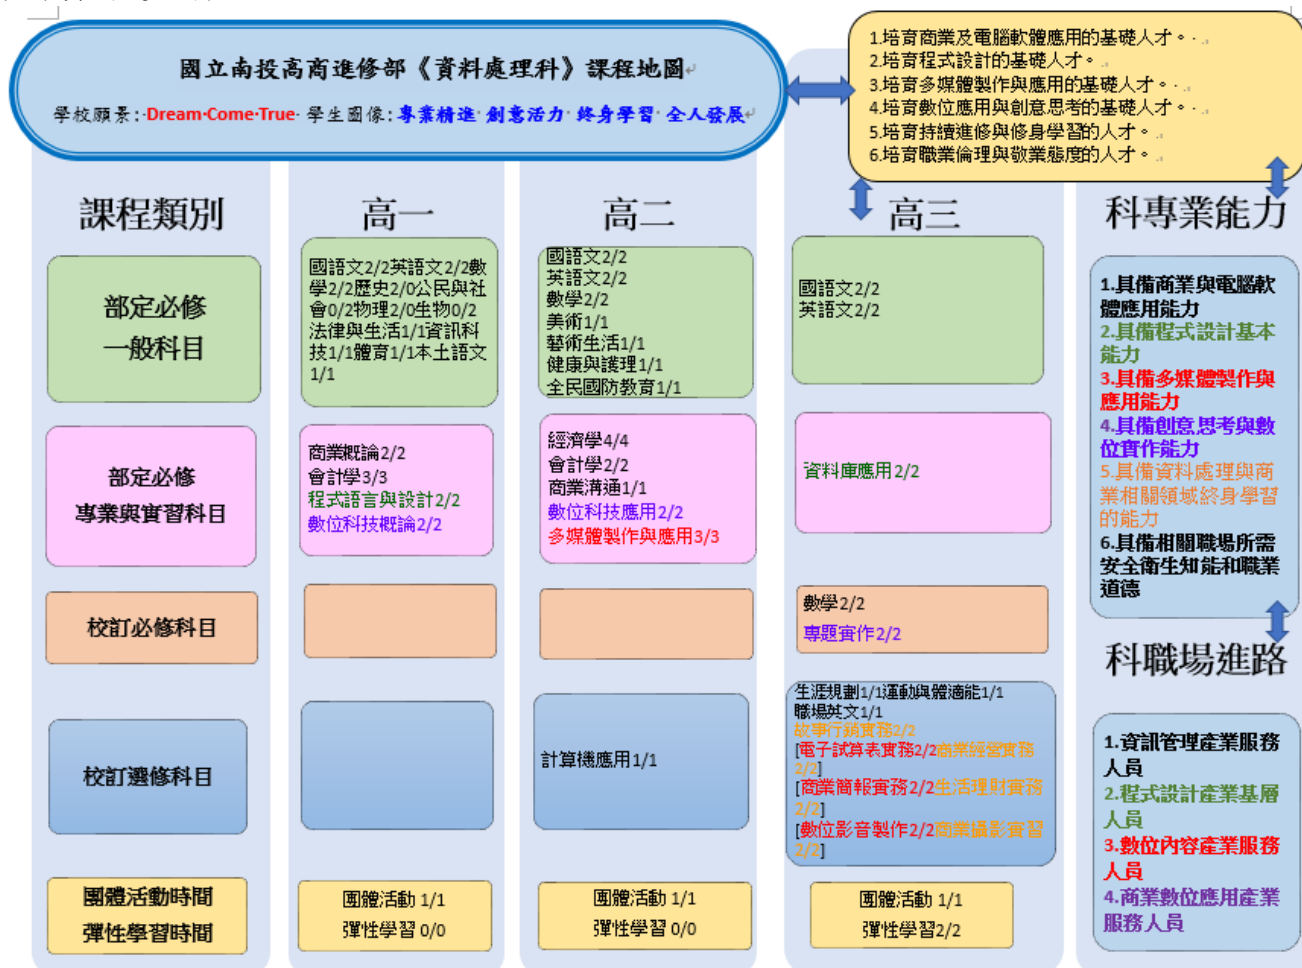 國立南投高商進修部《資料處理科》課程地圖
學校願景：Dream·Come·True 學生圖像：專業精進 創意活力 終身學習 全人發展
1.培育商業及電腦軟體應用的基礎人才。
2.培育程式設計的基礎人才。
3.培育多媒體製作與應用的基礎人才。
4.培育數位應用與創意思考的基礎人才。
5.培育持續進修與修身學習的人才。
6.培育職業倫理與敬業態度的人才。
課程類別
高一
高二
高三
科專業能力
部定必修
一般科目
國語文2/2英語文2/2數
學2/2歷史2/0公民與社
會0/2物理2/0生物0/2
法律與生活1/1資訊科
技1/1體育1/1本土語文
1/1
國語文2/2
英語文2/2
數學2/2
美術1/1
藝術生活1/1
健康與護理1/1
全民國防教育1/1
國語文2/2
英語文2/2
1.具備商業與電腦軟
體應用能力
2.具備程式設計基本
能力
3.具備多媒體製作與
應用能力
4.具備創意思考與數
位實作能力
5.具備資料處理與商
業相關領域終身學習
的能力
6.具備相關職場所需
安全衛生知能和職業
道德
部定必修
專業與實習科目
商業概論2/2
會計學3/3
程式語言與設計2/2
數位科技概論2/2
經濟學4/4
會計學2/2
商業溝通1/1
數位科技應用2/2
多媒體製作與應用3/3
資料庫應用2/2
校訂必修科目
數學2/2
專題實作2/2
科職場進路
校訂選修科目
計算機應用1/1
生涯規劃1/1運動與體適能1/1
職場英文1/1
故事行銷實務2/2
[電子試算表實務2/2商業經營實務
2/2]
[商業簡報實務2/2生活理財實務
2/2]
[數位影音製作2/2商業攝影實習
2/2]
1.資訊管理產業服務
人員
2.程式設計產業基層
人員
3.數位內容產業服務
人員
4.商業數位應用產業
服務人員
團體活動時間
彈性學習時間
團體活動 1/1
彈性學習 0/0
團體活動 1/1
彈性學習 0/0
團體活動 1/1
彈性學習2/2